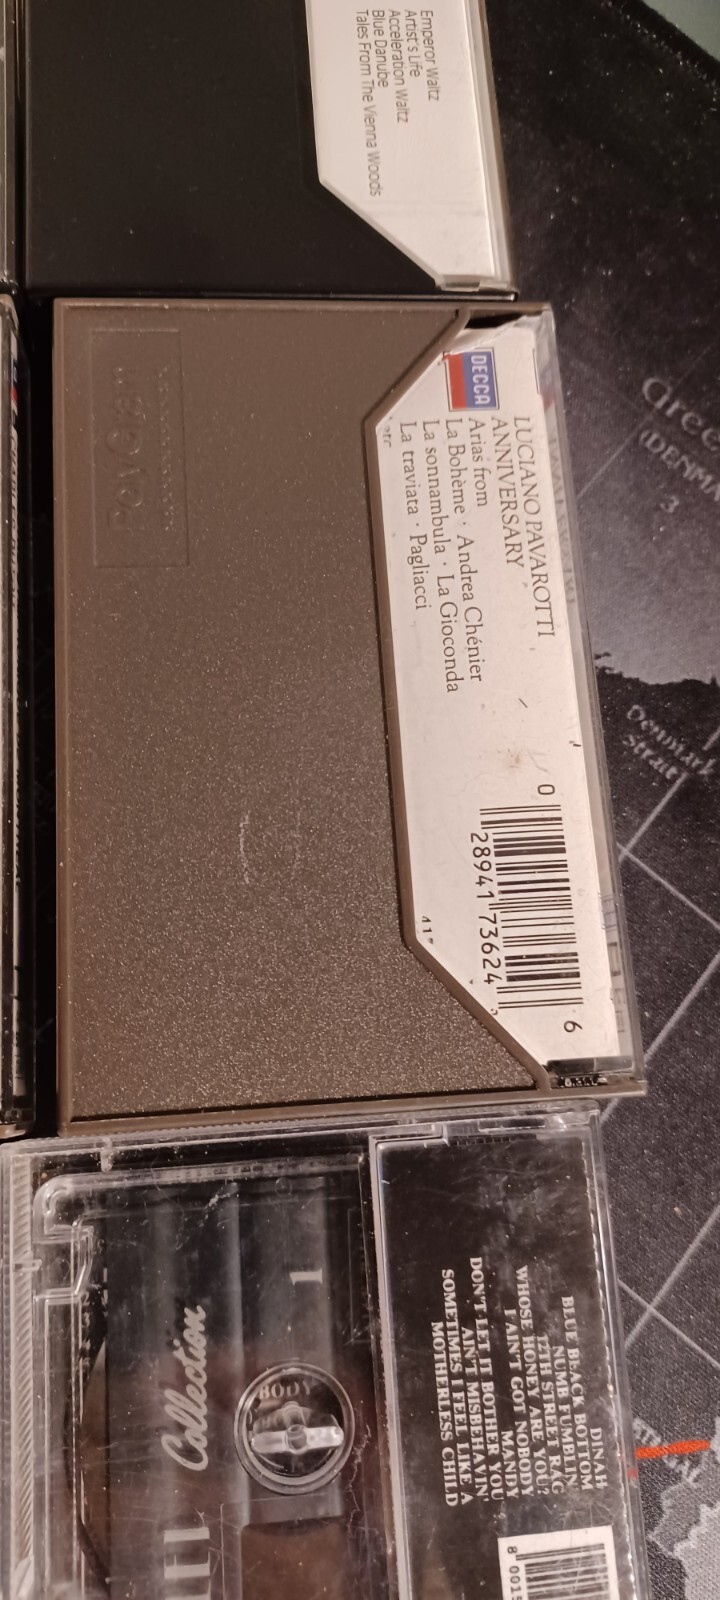 Emperor Waltz
Artist's Life
Acceleration Waltz
Blue Danube
Tales From The Vienna Woods
DECCA
LUCIANO PAVAROTTI
ANNIVERSARY
Arias from
La Bohème · Andrea Chénier
La sonnambula · La Gioconda
La traviata · Pagliacci
etc
0 28941 73624 6
DINAH
BLUE BLACK BOTTOM
NUMB FUMBLIN'
12TH STREET RAG
WHOSE HONEY ARE YOU?
I AIN'T GOT NOBODY
MANDY
DON'T LET IT BOTHER YOU
AIN'T MISBEHAVIN'
SOMETIMES I FEEL LIKE A
MOTHERLESS CHILD
8 0015
1
BODY
Collection
(DENMA
3
Denmark
Strait